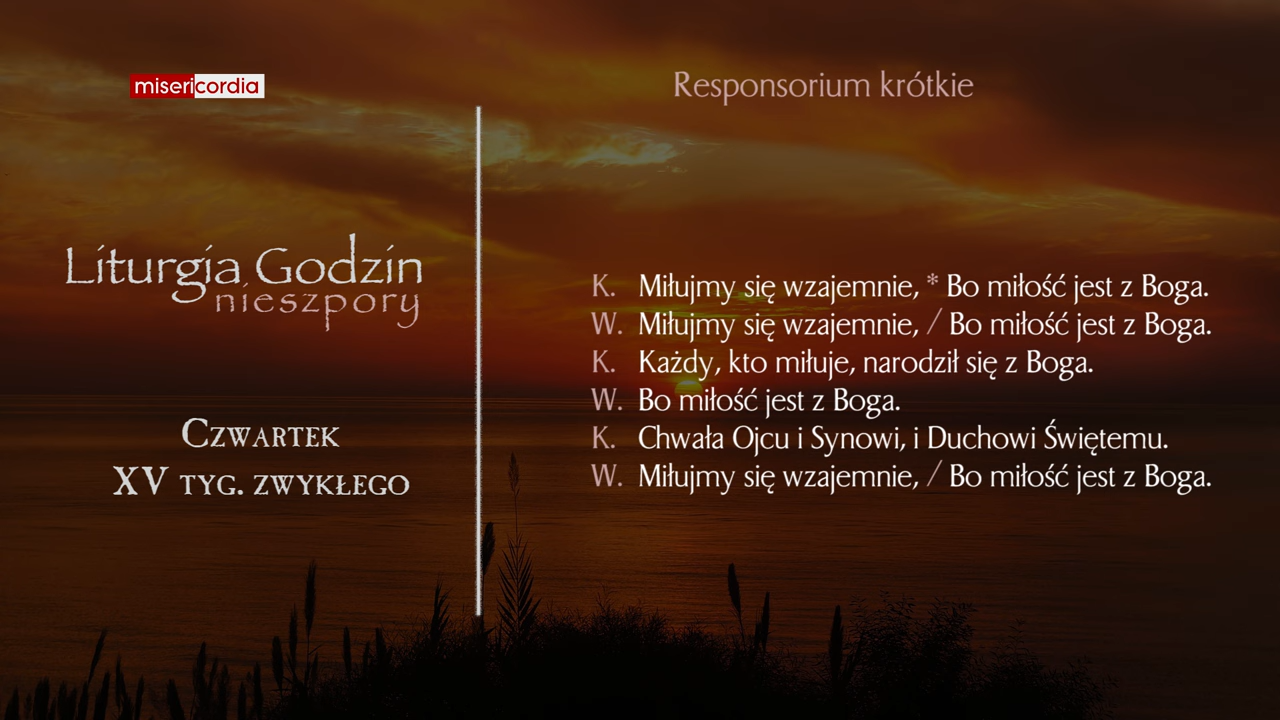 misericordia
Responsorium krótkie
Liturgia Godzin
nieszpory
Czwartek
XV tyg. zwykłego
K. Miłujmy się wzajemnie, * Bo miłość jest z Boga.
W. Miłujmy się wzajemnie, / Bo miłość jest z Boga.
K. Każdy, kto miłuje, narodził się z Boga.
W. Bo miłość jest z Boga.
K. Chwała Ojcu i Synowi, i Duchowi Świętemu.
W. Miłujmy się wzajemnie, / Bo miłość jest z Boga.